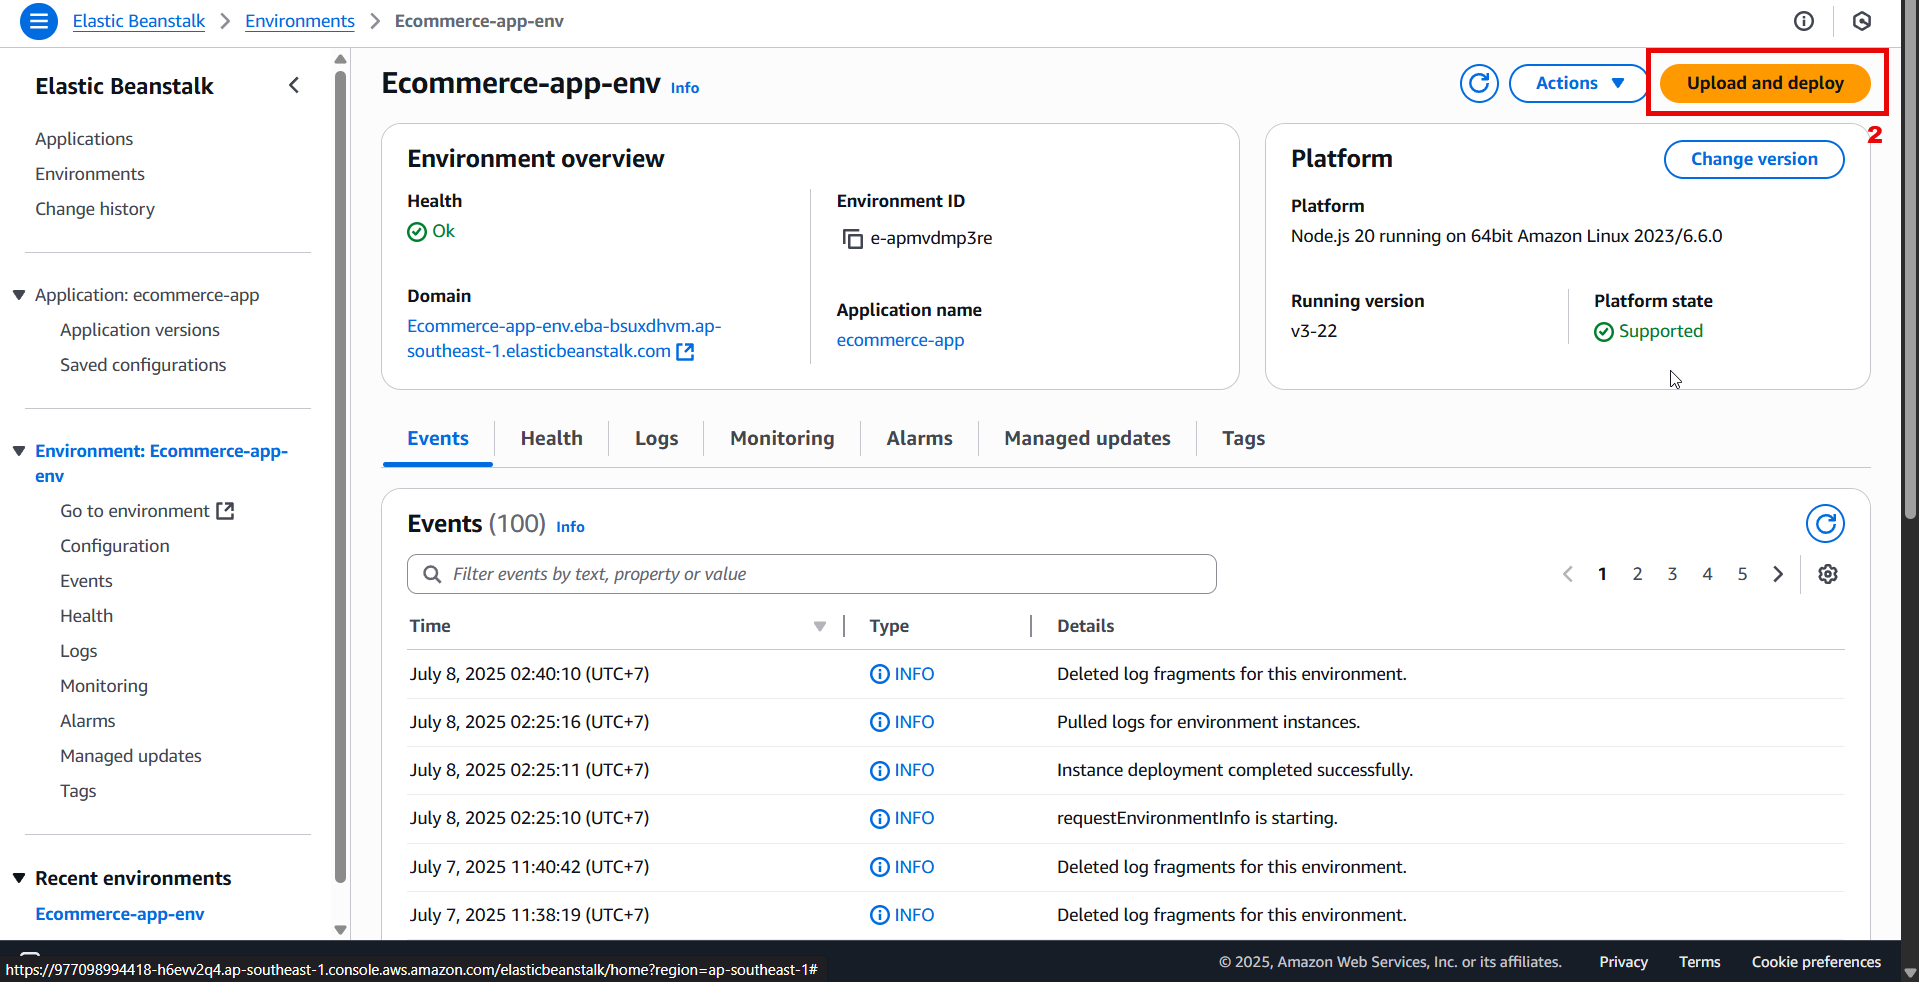 Elastic Beanstalk > Environments > Ecommerce-app-env
Elastic Beanstalk
Applications
Environments
Change history
Application: ecommerce-app
Application versions
Saved configurations
Environment: Ecommerce-app-
env
Go to environment
Configuration
Events
Health
Logs
Monitoring
Alarms
Managed updates
Tags
Recent environments
Ecommerce-app-env
Ecommerce-app-env Info
Actions
Upload and deploy
2
Environment overview
Health
Ok
Domain
Ecommerce-app-env.eba-bsuxdhvm.ap-
southeast-1.elasticbeanstalk.com
Environment ID
e-apmvdmp3re
Application name
ecommerce-app
Platform
Change version
Platform
Node.js 20 running on 64bit Amazon Linux 2023/6.6.0
Running version
v3-22
Platform state
Supported
Events Health Logs Monitoring Alarms Managed updates Tags
Events (100) Info
Filter events by text, property or value
1 2 3 4 5
Time Type Details
July 8, 2025 02:40:10 (UTC+7) INFO Deleted log fragments for this environment.
July 8, 2025 02:25:16 (UTC+7) INFO Pulled logs for environment instances.
July 8, 2025 02:25:11 (UTC+7) INFO Instance deployment completed successfully.
July 8, 2025 02:25:10 (UTC+7) INFO requestEnvironmentInfo is starting.
July 7, 2025 11:40:42 (UTC+7) INFO Deleted log fragments for this environment.
July 7, 2025 11:38:19 (UTC+7) INFO Deleted log fragments for this environment.
https://977098994418-h6evv2q4.ap-southeast-1.console.aws.amazon.com/elasticbeanstalk/home?region=ap-southeast-1#
© 2025, Amazon Web Services, Inc. or its affiliates. Privacy Terms Cookie preferences